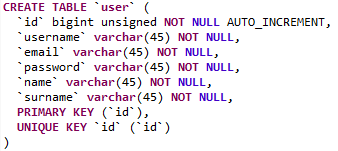 CREATE TABLE `user` (
  `id` bigint unsigned NOT NULL AUTO_INCREMENT,
  `username` varchar(45) NOT NULL,
  `email` varchar(45) NOT NULL,
  `password` varchar(45) NOT NULL,
  `name` varchar(45) NOT NULL,
  `surname` varchar(45) NOT NULL,
  PRIMARY KEY (`id`),
  UNIQUE KEY `id` (`id`)
)